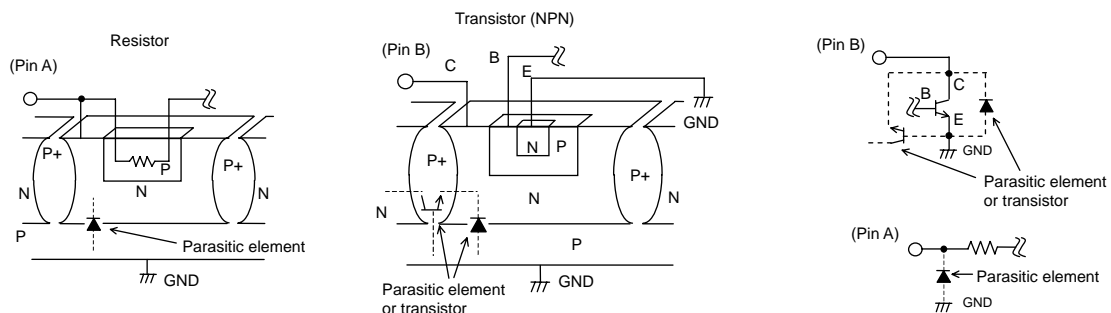 Resistor
(Pin A)
P+
P
P+
N
N
N
P
Parasitic element
GND
Transistor (NPN)
(Pin B)
C
B
E
GND
P+
N
P
P+
N
N
N
P
Parasitic element
or transistor
GND
(Pin B)
C
B
E
GND
Parasitic element
or transistor
(Pin A)
Parasitic element
GND